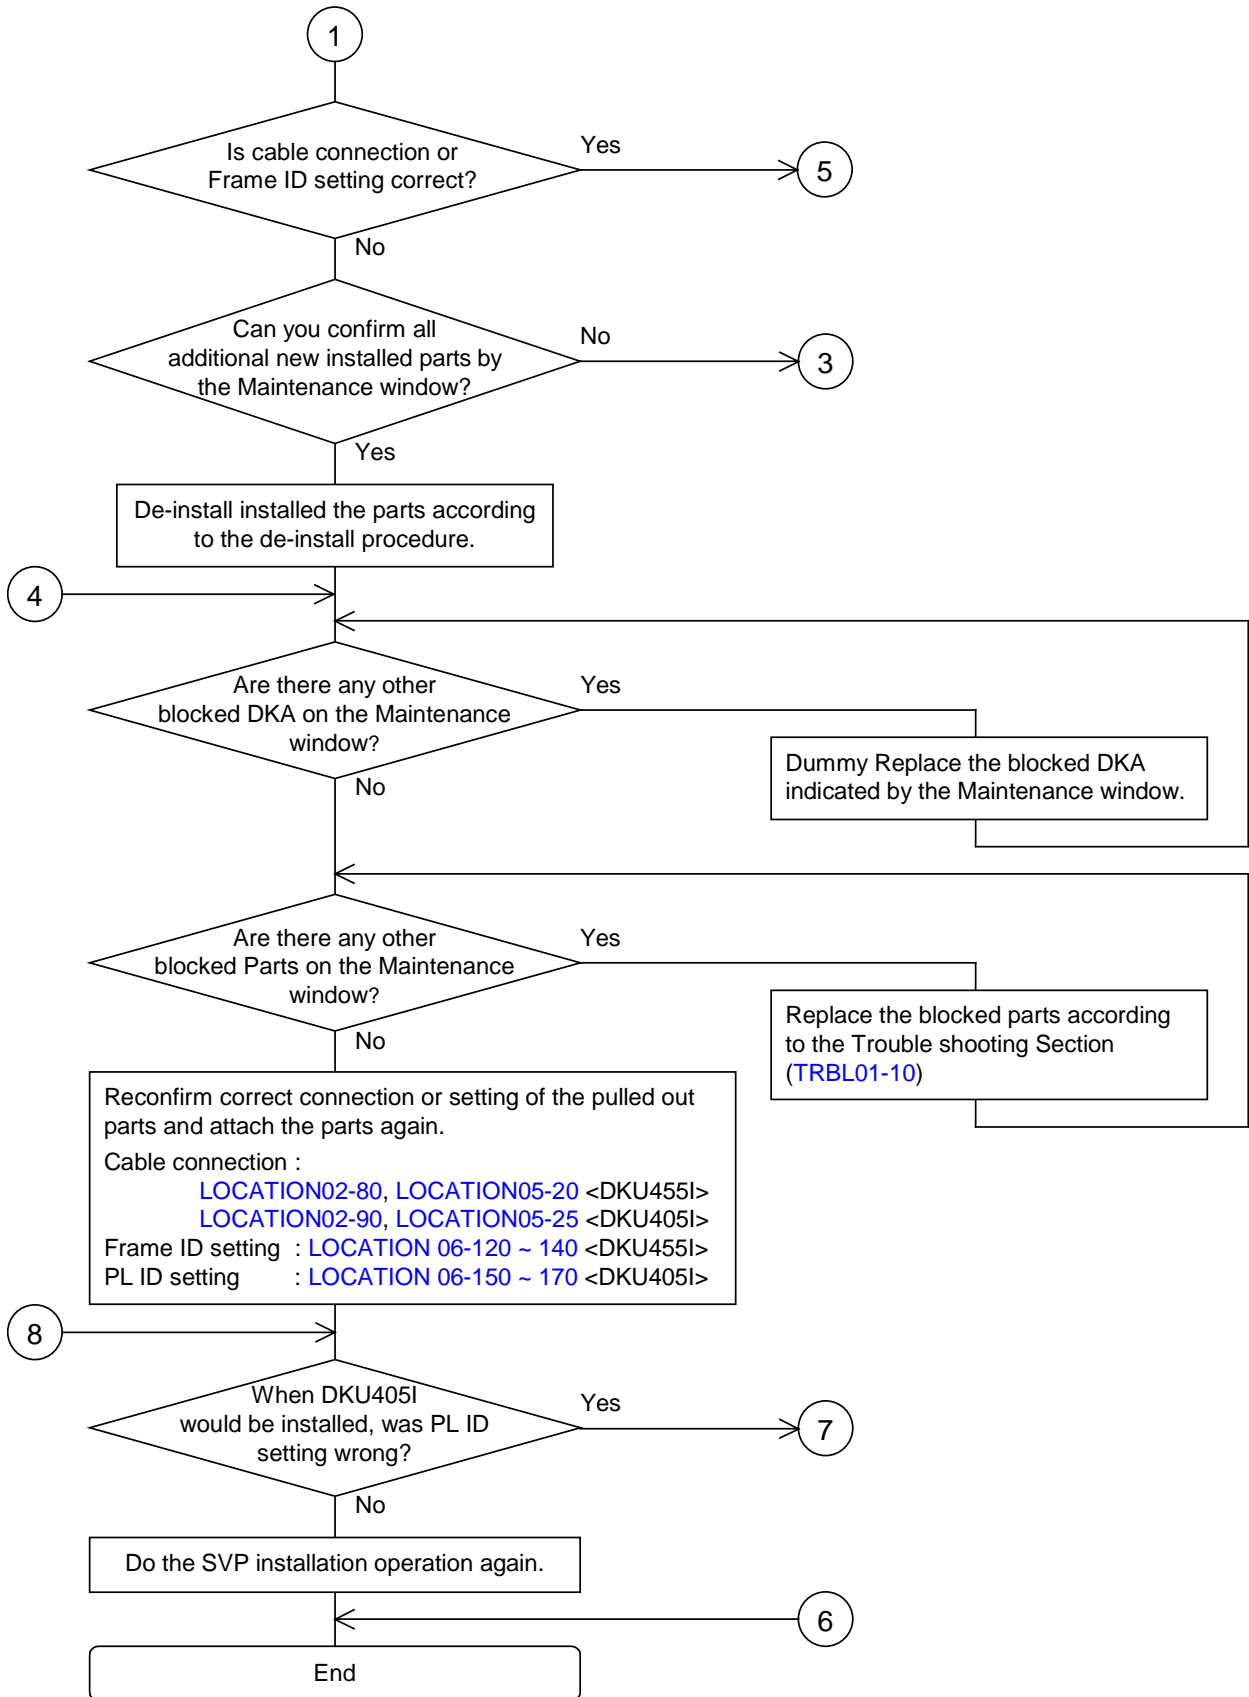 1
Is cable connection or
Frame ID setting correct?
Yes
5
No
Can you confirm all
additional new installed parts by
the Maintenance window?
No
3
Yes
De-install installed the parts according
to the de-install procedure.
4
Are there any other
blocked DKA on the Maintenance
window?
Yes
Dummy Replace the blocked DKA
indicated by the Maintenance window.
No
Are there any other
blocked Parts on the Maintenance
window?
Yes
Replace the blocked parts according
to the Trouble shooting Section
(TRBL01-10)
No
Reconfirm correct connection or setting of the pulled out
parts and attach the parts again.
Cable connection :
LOCATION02-80, LOCATION05-20 <DKU455I>
LOCATION02-90, LOCATION05-25 <DKU405I>
Frame ID setting : LOCATION 06-120 ~ 140 <DKU455I>
PL ID setting : LOCATION 06-150 ~ 170 <DKU405I>
8
When DKU405I
would be installed, was PL ID
setting wrong?
Yes
7
No
Do the SVP installation operation again.
6
End